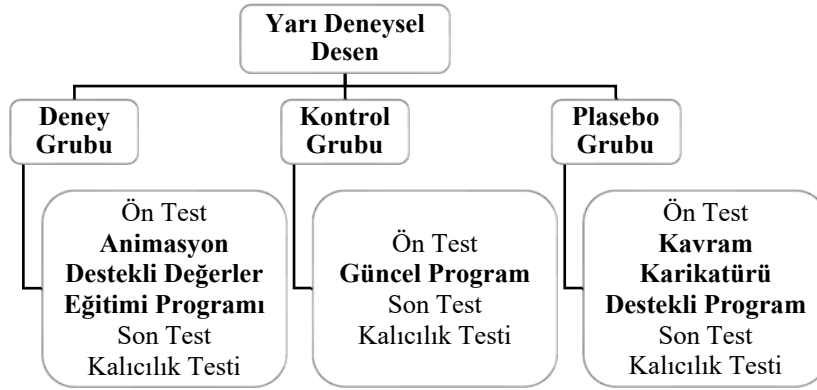 Yarı Deneysel
Desen
Deney
Grubu
Kontrol
Grubu
Plasebo
Grubu
Ön Test
Animasyon
Destekli Değerler
Eğitimi Programı
Son Test
Kalıcılık Testi
Ön Test
Güncel Program
Son Test
Kalıcılık Testi
Ön Test
Kavram
Karikatürü
Destekli Program
Son Test
Kalıcılık Testi